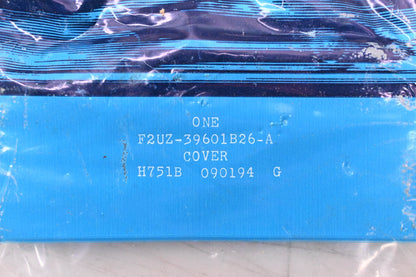 ONE
F2UZ-39601B26-A
COVER
H751B 090194 G